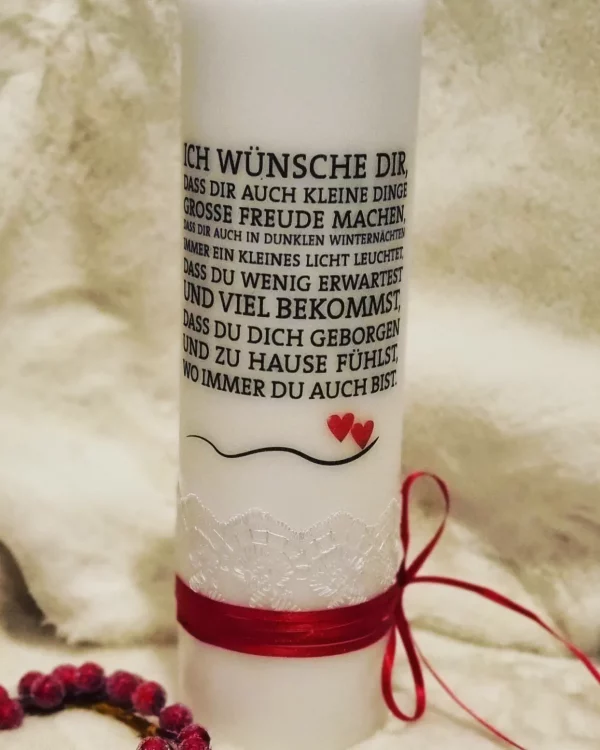 ICH WÜNSCHE DIR,
DASS DIR AUCH KLEINE DINGE
GROSSE FREUDE MACHEN,
DASS DIR AUCH IN DUNKLEN WINTERNÄCHTEN
IMMER EIN KLEINES LICHT LEUCHTET,
DASS DU WENIG ERWARTEST
UND VIEL BEKOMMST,
DASS DU DICH GEBORGEN
UND ZU HAUSE FÜHLST,
WO IMMER DU AUCH BIST.